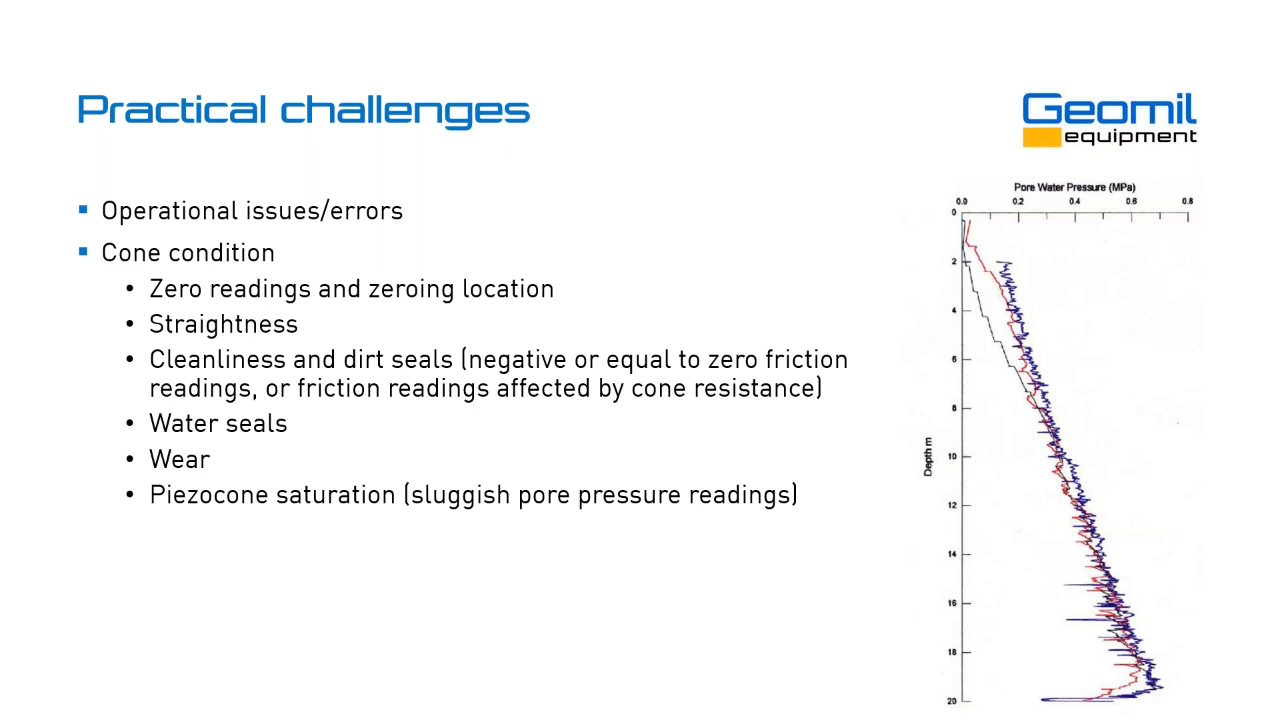 Practical challenges
Geomil
equipment
▪ Operational issues/errors
▪ Cone condition
• Zero readings and zeroing location
• Straightness
• Cleanliness and dirt seals (negative or equal to zero friction
readings, or friction readings affected by cone resistance)
• Water seals
• Wear
• Piezocone saturation (sluggish pore pressure readings)
Pore Water Pressure (MPa)
0.0 0.2 0.4 0.6 0.8
0
2
4
6
8
10
12
14
16
18
20
Depth m